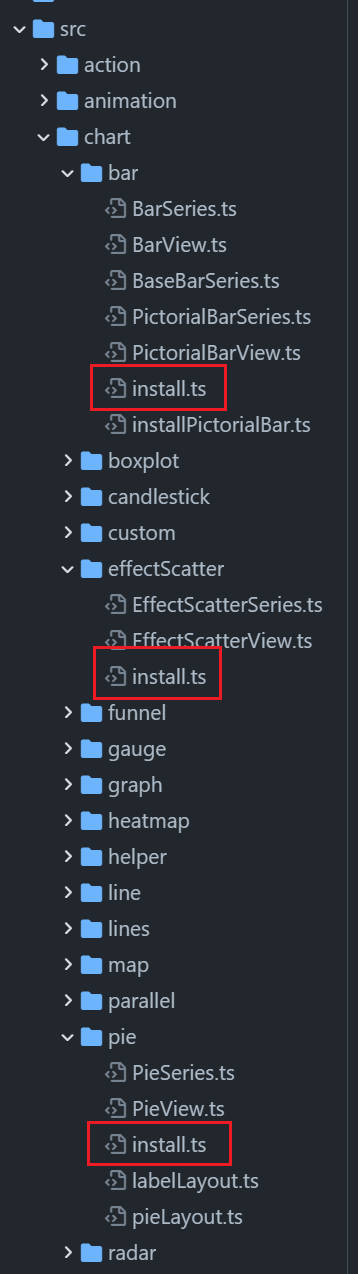 src
action
animation
chart
bar
BarSeries.ts
BarView.ts
BaseBarSeries.ts
PictorialBarSeries.ts
PictorialBarView.ts
install.ts
installPictorialBar.ts
boxplot
candlestick
custom
effectScatter
EffectScatterSeries.ts
EffectScatterView.ts
install.ts
funnel
gauge
graph
heatmap
helper
line
lines
map
parallel
pie
PieSeries.ts
PieView.ts
install.ts
labelLayout.ts
pieLayout.ts
radar